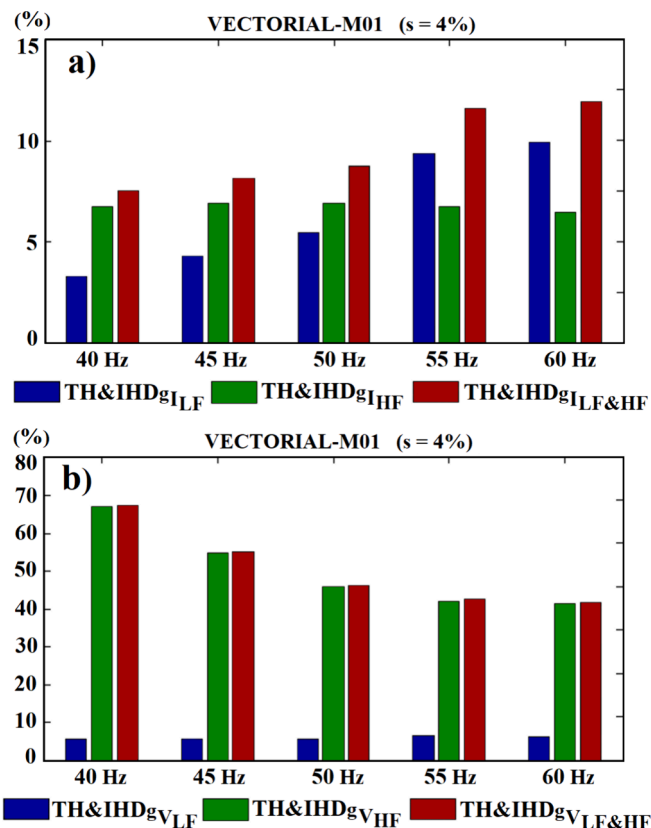 (%) VECTORIAL-M01 (s = 4%)
a)
15
10
5
0
40 Hz 45 Hz 50 Hz 55 Hz 60 Hz
TH&IHDgILF TH&IHDgIHF TH&IHDgILF&HF
(%) VECTORIAL-M01 (s = 4%)
b)
80
70
60
50
40
30
20
10
0
40 Hz 45 Hz 50 Hz 55 Hz 60 Hz
TH&IHDgVLF TH&IHDgVHF TH&IHDgVLF&HF